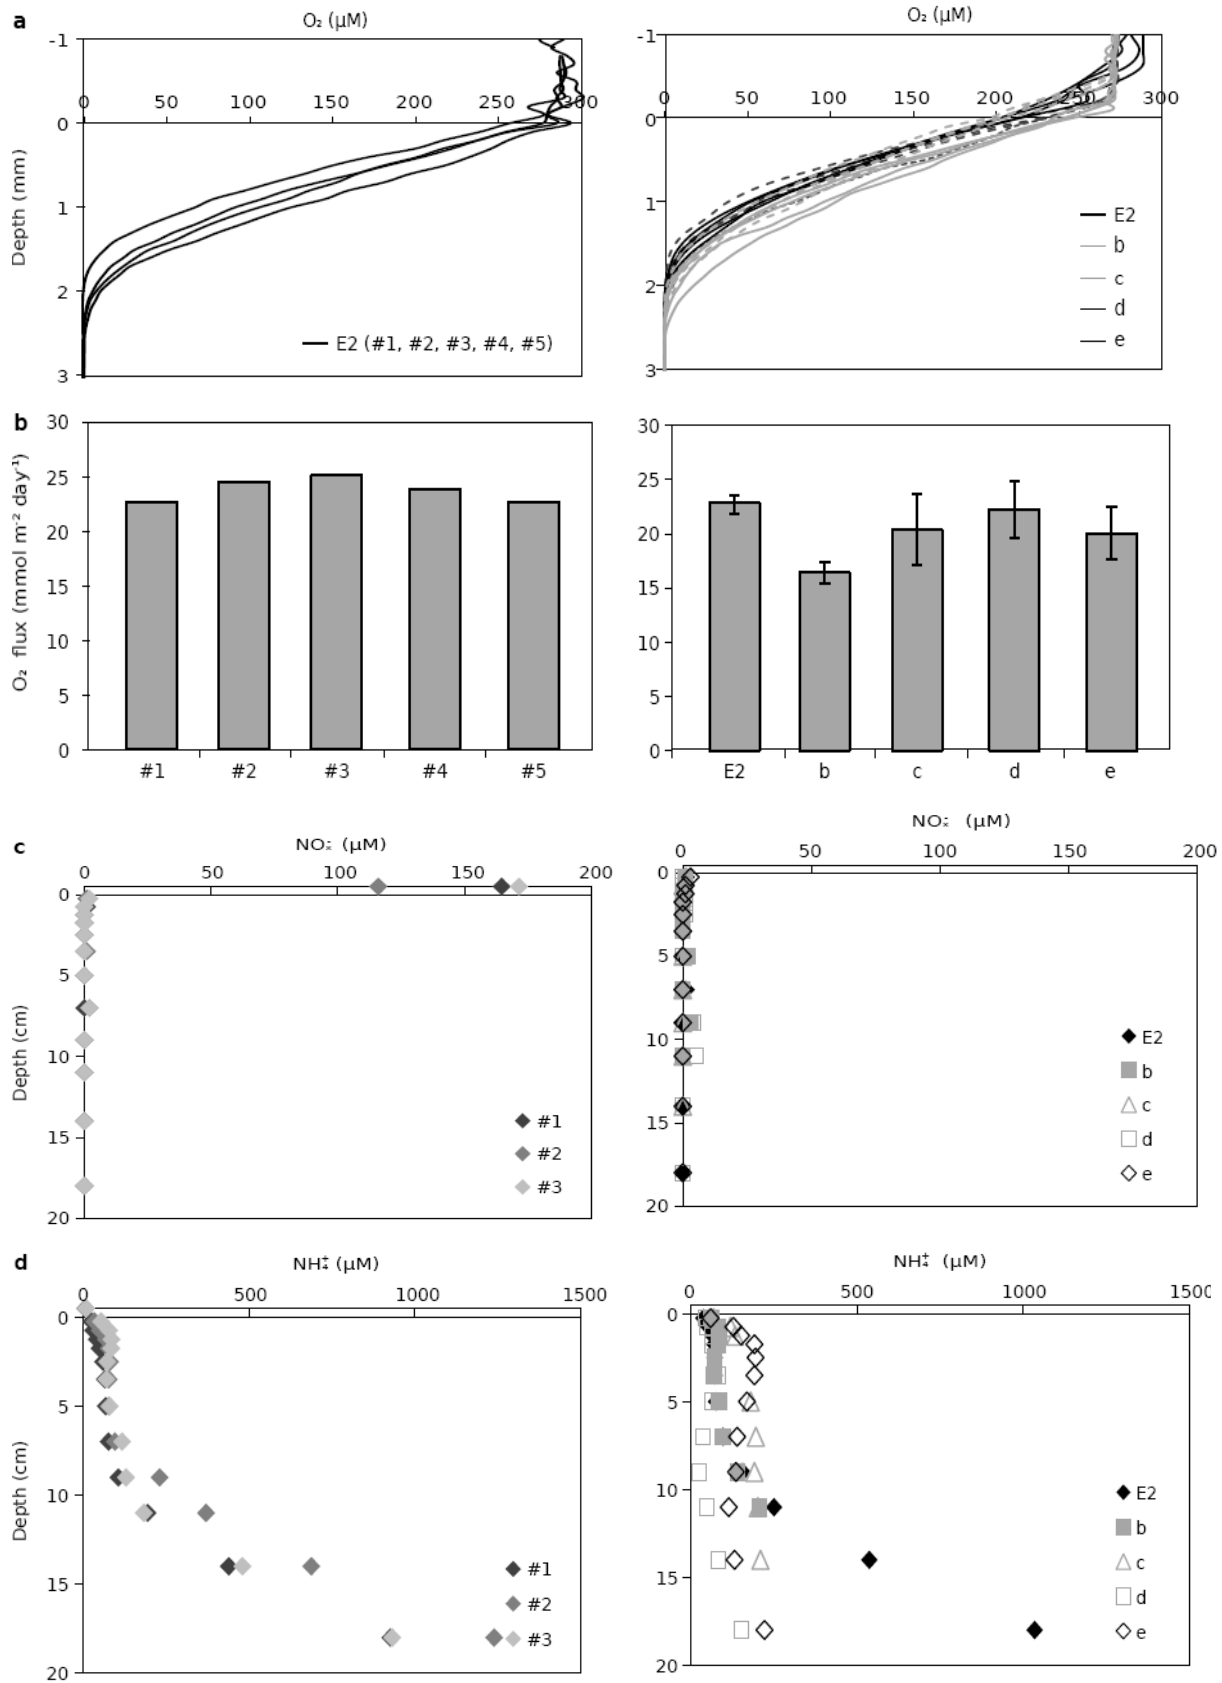 a
O₂ (µM)
-1
0 50 100 150 200 250 300
0
1
2
3
Depth (mm)
E2 (#1, #2, #3, #4, #5)
O₂ (µM)
-1
0 50 100 150 200 250 300
0
1
2
3
E2
b
c
d
e
b
O₂ flux (mmol m⁻² day⁻¹)
30
25
20
15
10
5
0
#1 #2 #3 #4 #5
30
25
20
15
10
5
0
E2 b c d e
c
NOₓ⁻ (µM)
0 50 100 150 200
0
5
10
15
20
Depth (cm)
#1
#2
#3
NOₓ⁻ (µM)
0 50 100 150 200
0
5
10
15
20
E2
b
c
d
e
d
NH₄⁺ (µM)
0 500 1000 1500
0
5
10
15
20
Depth (cm)
#1
#2
#3
NH₄⁺ (µM)
0 500 1000 1500
0
5
10
15
20
E2
b
c
d
e